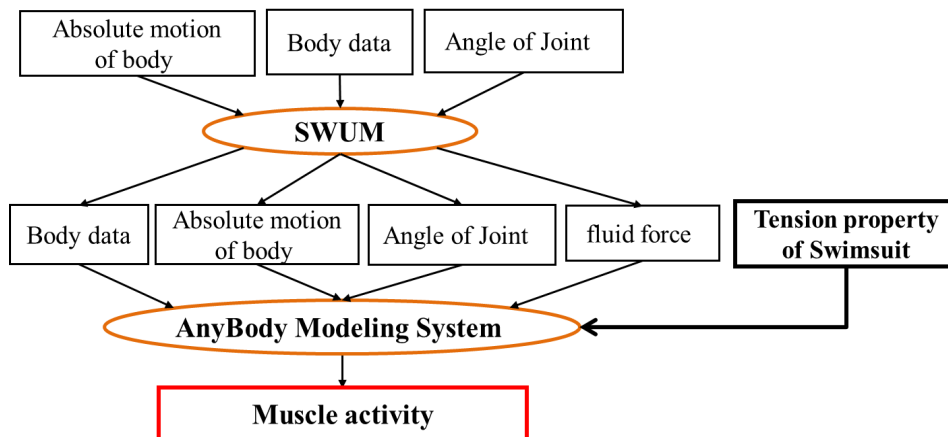 Absolute motion
of body
Body data
Angle of Joint
SWUM
Body data
Absolute motion
of body
Angle of Joint
fluid force
Tension property
of Swimsuit
AnyBody Modeling System
Muscle activity